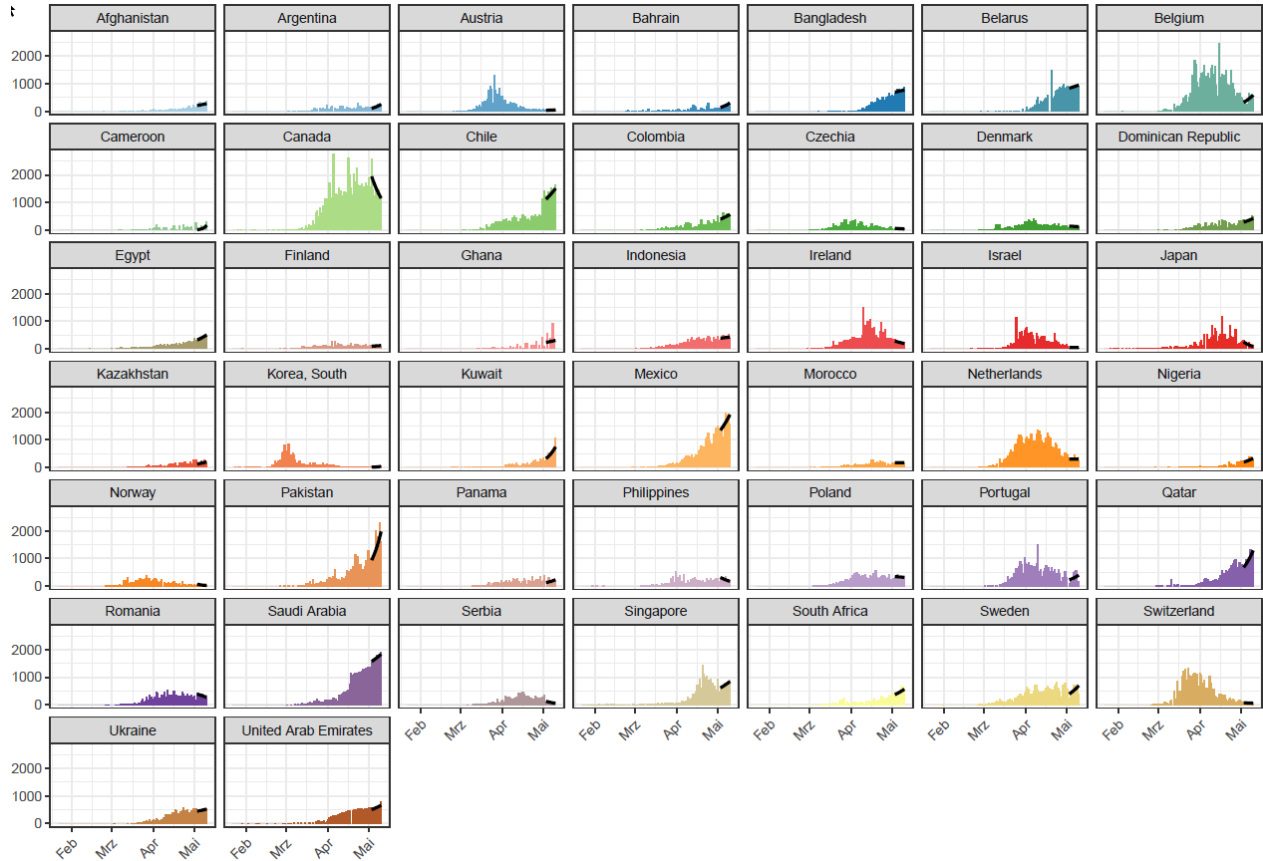 Afghanistan Argentina Austria Bahrain Bangladesh Belarus Belgium
2000
1000
0
Cameroon Canada Chile Colombia Czechia Denmark Dominican Republic
2000
1000
0
Egypt Finland Ghana Indonesia Ireland Israel Japan
2000
1000
0
Kazakhstan Korea, South Kuwait Mexico Morocco Netherlands Nigeria
2000
1000
0
Norway Pakistan Panama Philippines Poland Portugal Qatar
2000
1000
0
Romania Saudi Arabia Serbia Singapore South Africa Sweden Switzerland
2000
1000
0
Feb Mrz Apr Mai Feb Mrz Apr Mai Feb Mrz Apr Mai Feb Mrz Apr Mai Feb Mrz Apr Mai
Ukraine United Arab Emirates
2000
1000
0
Feb Mrz Apr Mai Feb Mrz Apr Mai